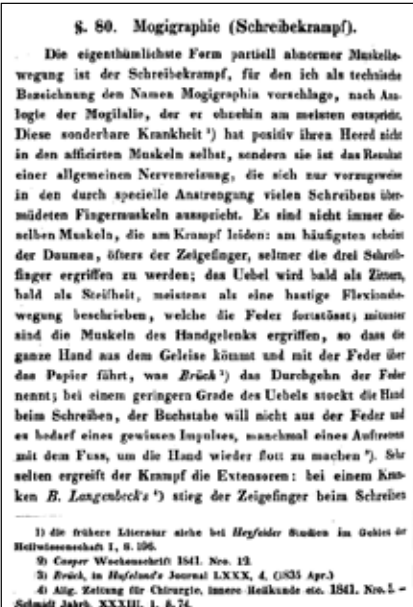 §. 80. Mogigraphie (Schreibekrampf).
Die eigenthümlichste Form partiell abnormer Muskelbe-
wegung ist der Schreibekrampf, für den ich als technische
Bezeichnung den Namen Mogigraphia vorschlage, nach Ana-
logie der Mogilalie, der er ohnehin am meisten entspricht.
Diese sonderbare Krankheit ²) hat positiv ihren Heerd nicht
in den afficirten Muskeln selbst, sondern sie ist das Resultat
einer allgemeinen Nervenreizung, die sich nur vorzugsweise
in den durch specielle Anstrengung vielen Schreibens über-
müdeten Fingermuskeln ausspricht. Es sind nicht immer die-
selben Muskeln, die am Krampf leiden: am häufigsten scheint
der Daumen, öfters der Zeigefinger, seltner die drei Schreib-
finger ergriffen zu werden; das Uebel wird bald als Zittern,
bald als Steifheit, meistens als eine hastige Flexionsbe-
wegung beschrieben, welche die Feder fortstösst; mitunter
sind die Muskeln des Handgelenks ergriffen, so dass die
ganze Hand aus dem Geleise kömmt und mit der Feder über
das Papier führt, was Brück ³) das Durchgehn der Feder
nennt; bei einem geringern Grade des Uebels stockt die Hand
beim Schreiben, der Buchstabe will nicht aus der Feder und
es bedarf eines gewissen Impulses, manchmal eines Auftretens
mit dem Fuss, um die Hand wieder flott zu machen ³). Sehr
selten ergreift der Krampf die Extensoren: bei einem Kran-
ken B. Langenbeck's ⁴) stieg der Zeigefinger beim Schreiben
1) die frühere Literatur siehe bei Heyfelder Studien im Gebiet der
Heilwissenschaft I, S. 196.
2) Casper Wochenschrift 1841. Nro. 12.
3) Brück, in Hufeland's Journal LXXX, 4, (1835 Apr.)
4) Allg. Zeitung für Chirurgie, innere Heilkunde etc. 1841. Nro. 5. –
Schmidt Jahrb. XXXIII. 1. S. 74.